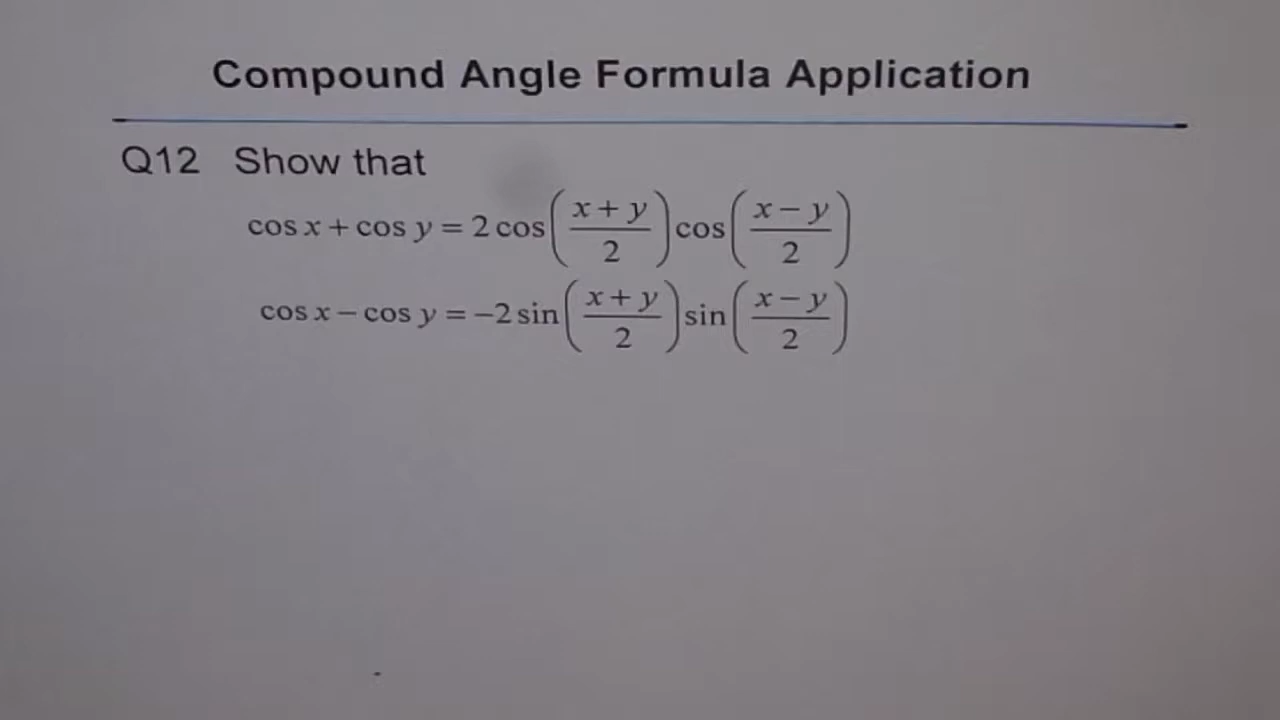 Compound Angle Formula Application
Q12 Show that
cos x + cos y = 2 cos((x + y)/2) cos((x − y)/2)
cos x − cos y = −2 sin((x + y)/2) sin((x − y)/2)